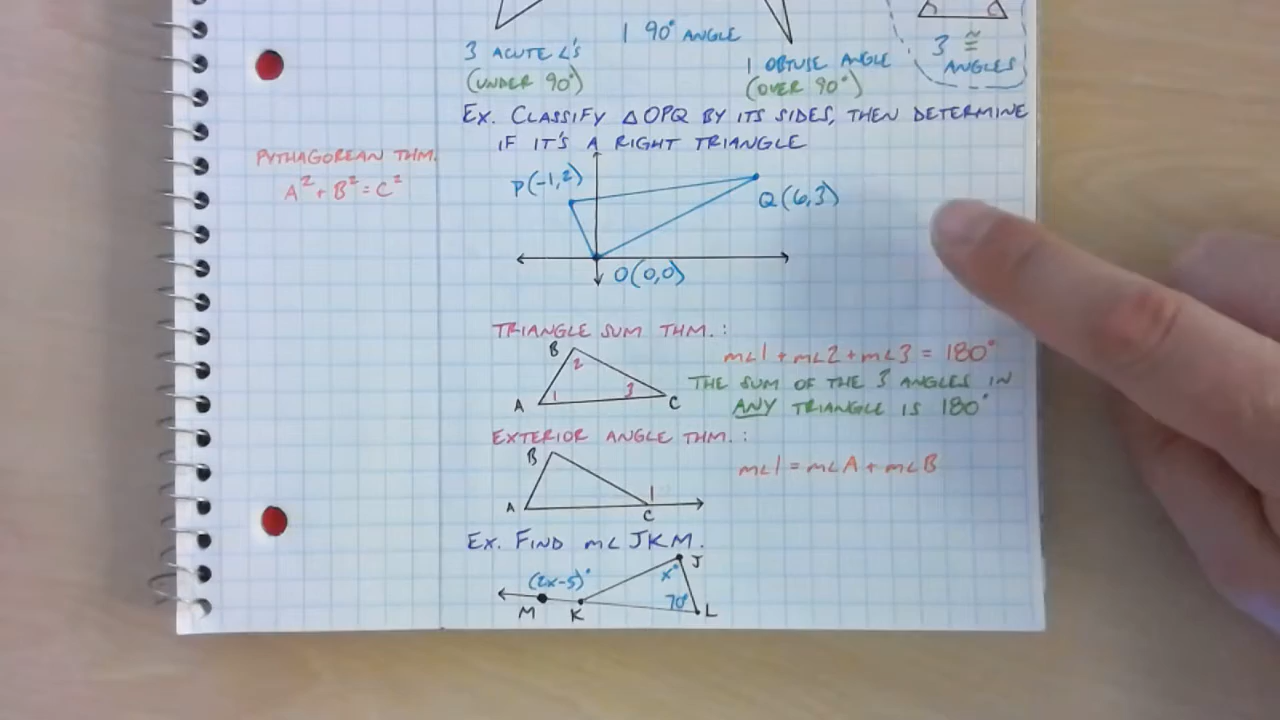 3 ACUTE ∠'S
(UNDER 90°)
1 90° ANGLE
1 OBTUSE ANGLE
(OVER 90°)
3 ≅
ANGLES
EX. CLASSIFY △OPQ BY ITS SIDES, THEN DETERMINE
IF IT'S A RIGHT TRIANGLE
PYTHAGOREAN THM.
A²+B²=C²
P(-1,2)
Q(6,3)
O(0,0)
TRIANGLE SUM THM.:
B
2
1
3
A
C
m∠1+m∠2+m∠3=180°
THE SUM OF THE 3 ANGLES IN
ANY TRIANGLE IS 180°
EXTERIOR ANGLE THM.:
B
1
A
C
m∠1=m∠A+m∠B
EX. FIND m∠JKM.
J
(2x-5)°
x°
70°
M
K
L